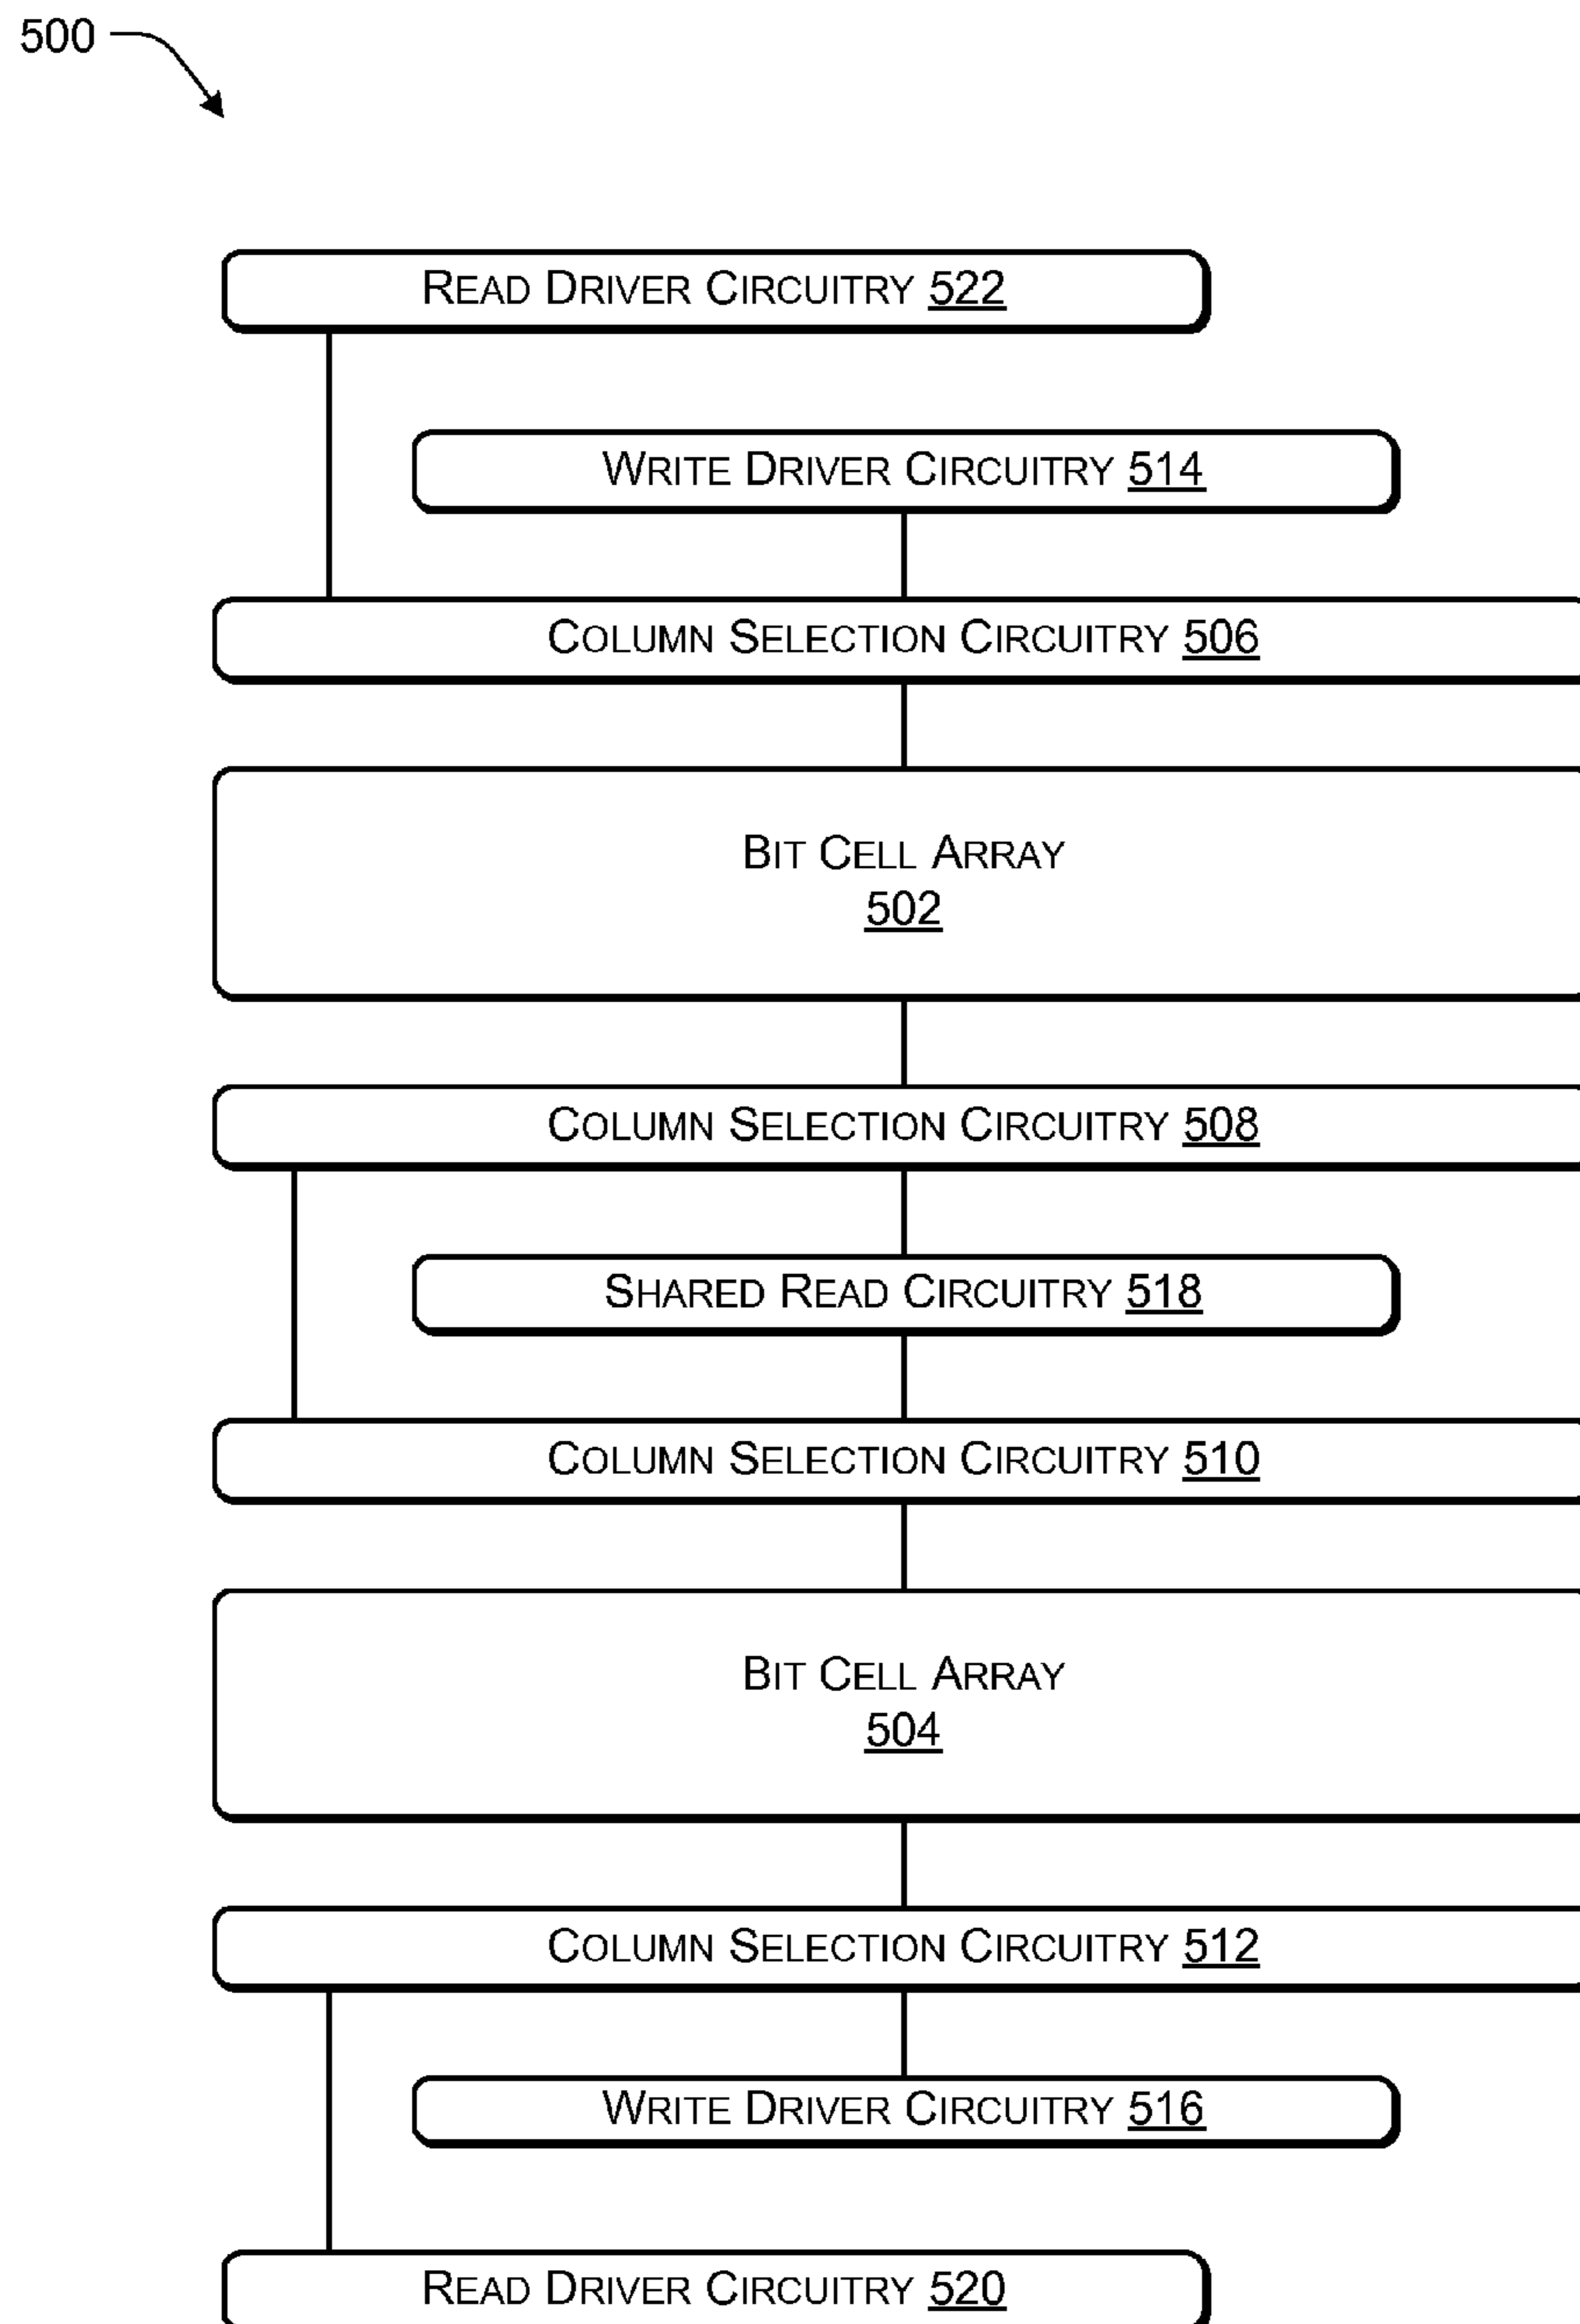 500
READ DRIVER CIRCUITRY 522
WRITE DRIVER CIRCUITRY 514
COLUMN SELECTION CIRCUITRY 506
BIT CELL ARRAY
502
COLUMN SELECTION CIRCUITRY 508
SHARED READ CIRCUITRY 518
COLUMN SELECTION CIRCUITRY 510
BIT CELL ARRAY
504
COLUMN SELECTION CIRCUITRY 512
WRITE DRIVER CIRCUITRY 516
READ DRIVER CIRCUITRY 520